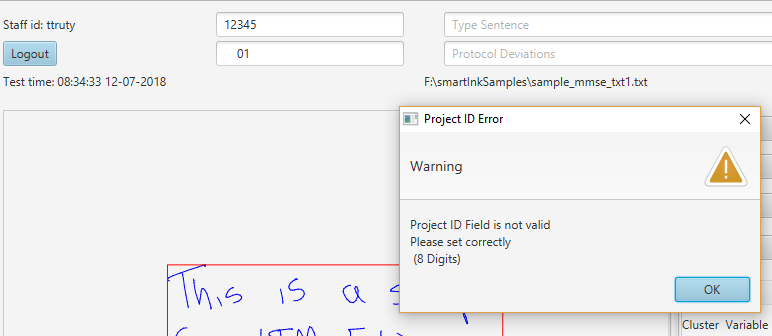 Staff id: ttruty
12345
Type Sentence
Logout
01
Protocol Deviations
Test time: 08:34:33 12-07-2018
F:\smartInkSamples\sample_mmse_txt1.txt
Project ID Error
Warning
Project ID Field is not valid
Please set correctly
(8 Digits)
OK
This is a s
Cluster Variable